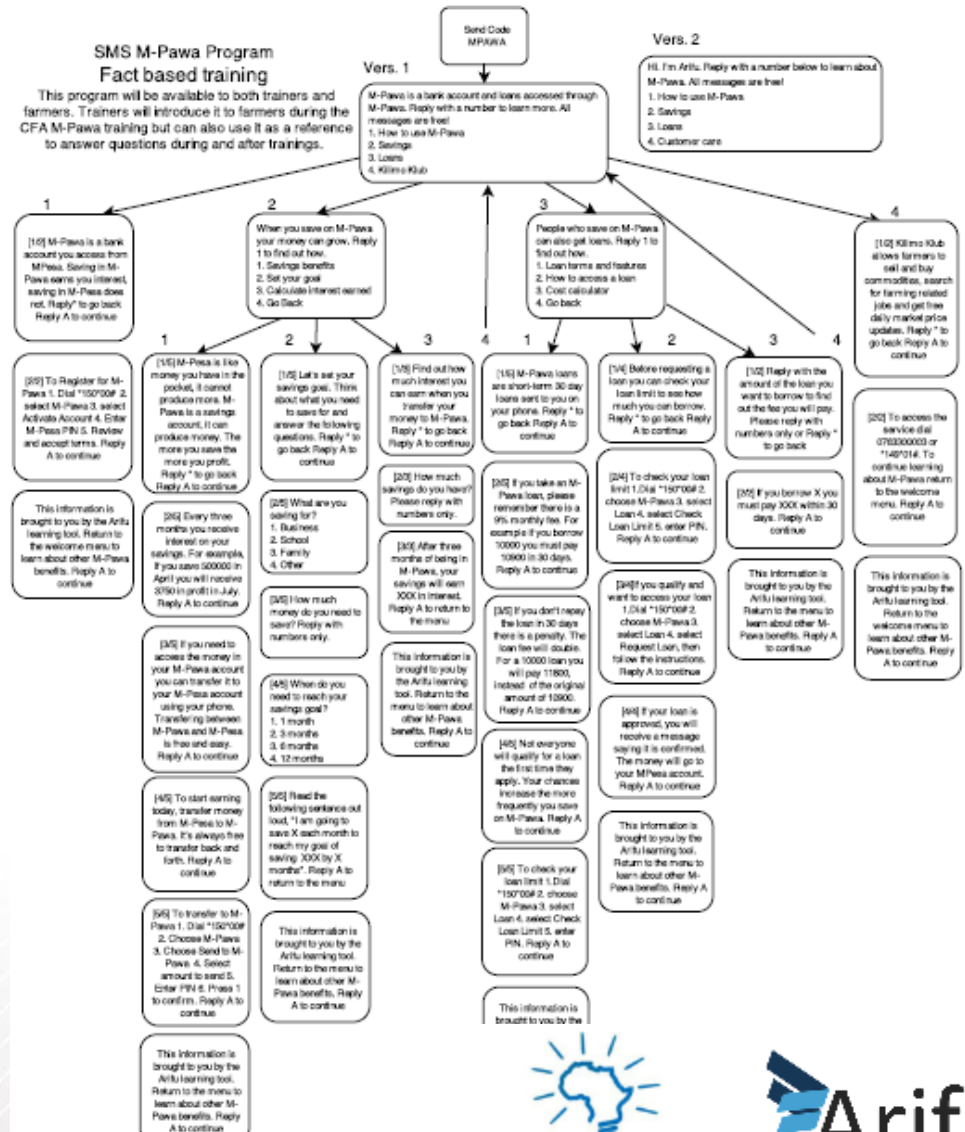 Send Code
MPAWA
SMS M-Pawa Program
Fact based training
This program will be available to both trainers and
farmers. Trainers will introduce it to farmers during the
CFA M-Pawa training but can also use it as a reference
to answer questions during and after trainings.
Vers. 1
M-Pawa is a bank account and loans accessed through
M-Pawa. Reply with a number to learn more. All
messages are free!
1. How to use M-Pawa
2. Savings
3. Loans
4. Kilimo Klub
Vers. 2
Hi. I'm Arifu. Reply with a number below to learn about
M-Pawa. All messages are free!
1. How to use M-Pawa
2. Savings
3. Loans
4. Customer care
1
[1/2] M-Pawa is a bank
account you access from
MPesa. Saving in M-
Pawa earns you interest,
saving in M-Pesa does
not. Reply* to go back
Reply A to continue
[2/2] To Register for M-
Pawa 1. Dial *150*00# 2.
select M-Pawa 3. select
Activate Account 4. Enter
M-Pesa PIN 5. Review
and accept terms. Reply
A to continue
This information is
brought to you by the Arifu
learning tool. Return to
the welcome menu to
learn about other M-Pawa
benefits. Reply A to
continue
2
When you save on M-Pawa
your money can grow. Reply
1 to find out how.
1. Savings benefits
2. Set your goal
3. Calculate interest earned
4. Go Back
1
[1/5] M-Pesa is like
money you have in the
pocket, it cannot
produce more. M-
Pawa is a savings
account, it can
produce money. The
more you save the
more you profit.
Reply * to go back
Reply A to continue
[2/5] Every three
months you receive
interest on your
savings. For example,
if you save 500000 in
April you will receive
3750 in profit in July.
Reply A to continue
[3/5] If you need to
access the money in
your M-Pawa account
you can transfer it to
your M-Pesa account
using your phone.
Transfering between
M-Pawa and M-Pesa
is free and easy.
Reply A to continue
[4/5] To start earning
today, transfer money
from M-Pesa to M-
Pawa. It's always free
to transfer back and
forth. Reply A to
continue
[5/5] To transfer to M-
Pawa 1. Dial *150*00#
2. Choose M-Pawa
3. Choose Send to M-
Pawa 4. Select
amount to send 5.
Enter PIN 6. Press 1
to confirm. Reply A to
continue
This information is
brought to you by the
Arifu learning tool.
Return to the menu to
learn about other M-
Pawa benefits. Reply
A to continue
2
[1/5] Let's set your
savings goal. Think
about what you need
to save for and
answer the following
questions. Reply * to
go back Reply A to
continue
[2/5] What are you
saving for?
1. Business
2. School
3. Family
4. Other
[3/5] How much
money do you need to
save? Reply with
numbers only.
[4/5] When do you
need to reach your
savings goal?
1. 1 month
2. 3 months
3. 6 months
4. 12 months
[5/5] Read the
following sentence out
loud, "I am going to
save X each month to
reach my goal of
saving XXX by X
months". Reply A to
return to the menu
This information is
brought to you by the
Arifu learning tool.
Return to the menu to
learn about other M-
Pawa benefits. Reply
A to continue
3
[1/3] Find out how
much interest you
can earn when you
transfer your
money to M-Pawa.
Reply * to go back
Reply A to continue
[2/3] How much
savings do you have?
Please reply with
numbers only.
[3/3] After three
months of being in
M-Pawa, your
savings will earn
XXX in interest.
Reply A to return to
the menu
This information is
brought to you by
the Arifu learning
tool. Return to the
menu to learn about
other M-Pawa
benefits. Reply A to
continue
4
3
People who save on M-Pawa
can also get loans. Reply 1 to
find out how.
1. Loan terms and features
2. How to access a loan
3. Cost calculator
4. Go back
1
[1/5] M-Pawa loans
are short-term 30 day
loans sent to you on
your phone. Reply * to
go back Reply A to
continue
[2/5] If you take an M-
Pawa loan, please
remember there is a
9% monthly fee. For
example if you borrow
10000 you must pay
10900 in 30 days.
Reply A to continue
[3/5] If you don't repay
the loan in 30 days
there is a penalty. The
loan fee will double.
For a 10000 loan you
will pay 11800,
instead of the original
amount of 10900.
Reply A to continue
[4/5] Not everyone
will qualify for a loan
the first time they
apply. Your chances
increase the more
frequently you save
on M-Pawa. Reply A
to continue
[5/5] To check your
loan limit 1.Dial
*150*00# 2. choose
M-Pawa 3. select
Loan 4. select Check
Loan Limit 5. enter
PIN. Reply A to
continue
This information is
brought to you by the
2
[1/4] Before requesting a
loan you can check your
loan limit to see how
much you can borrow.
Reply * to go back Reply
A to continue
[2/4] To check your loan
limit 1.Dial *150*00# 2.
choose M-Pawa 3. select
Loan 4. select Check
Loan Limit 5. enter PIN.
Reply A to continue
[3/4]If you qualify and
want to access your loan
1.Dial *150*00# 2.
choose M-Pawa 3.
select Loan 4. select
Request Loan, then
follow the instructions.
Reply A to continue
[4/4] If your loan is
approved, you will
receive a message
saying it is confirmed.
The money will go to
your MPesa account.
Reply A to continue
This information is
brought to you by the
Arifu learning tool.
Return to the menu to
learn about other M-
Pawa benefits. Reply A
to continue
3
[1/2] Reply with the
amount of the loan you
want to borrow to find
out the fee you will pay.
Please reply with
numbers only or Reply *
to go back
[2/2] If you borrow X you
must pay XXX within 30
days. Reply A to
continue
This information is
brought to you by the
Arifu learning tool.
Return to the menu to
learn about other M-
Pawa benefits. Reply A
to continue
4
4
[1/2] Kilimo Klub
allows farmers to
sell and buy
commodities, search
for farming related
jobs and get free
daily market price
updates. Reply * to
go back Reply A to
continue
[2/2] To access the
service dial
0783300003 or
*149*01#. To
continue learning
about M-Pawa return
to the welcome
menu. Reply A to
continue
This information is
brought to you by the
Arifu learning tool.
Return to the
welcome menu to
learn about other M-
Pawa benefits. Reply
A to continue
Arif